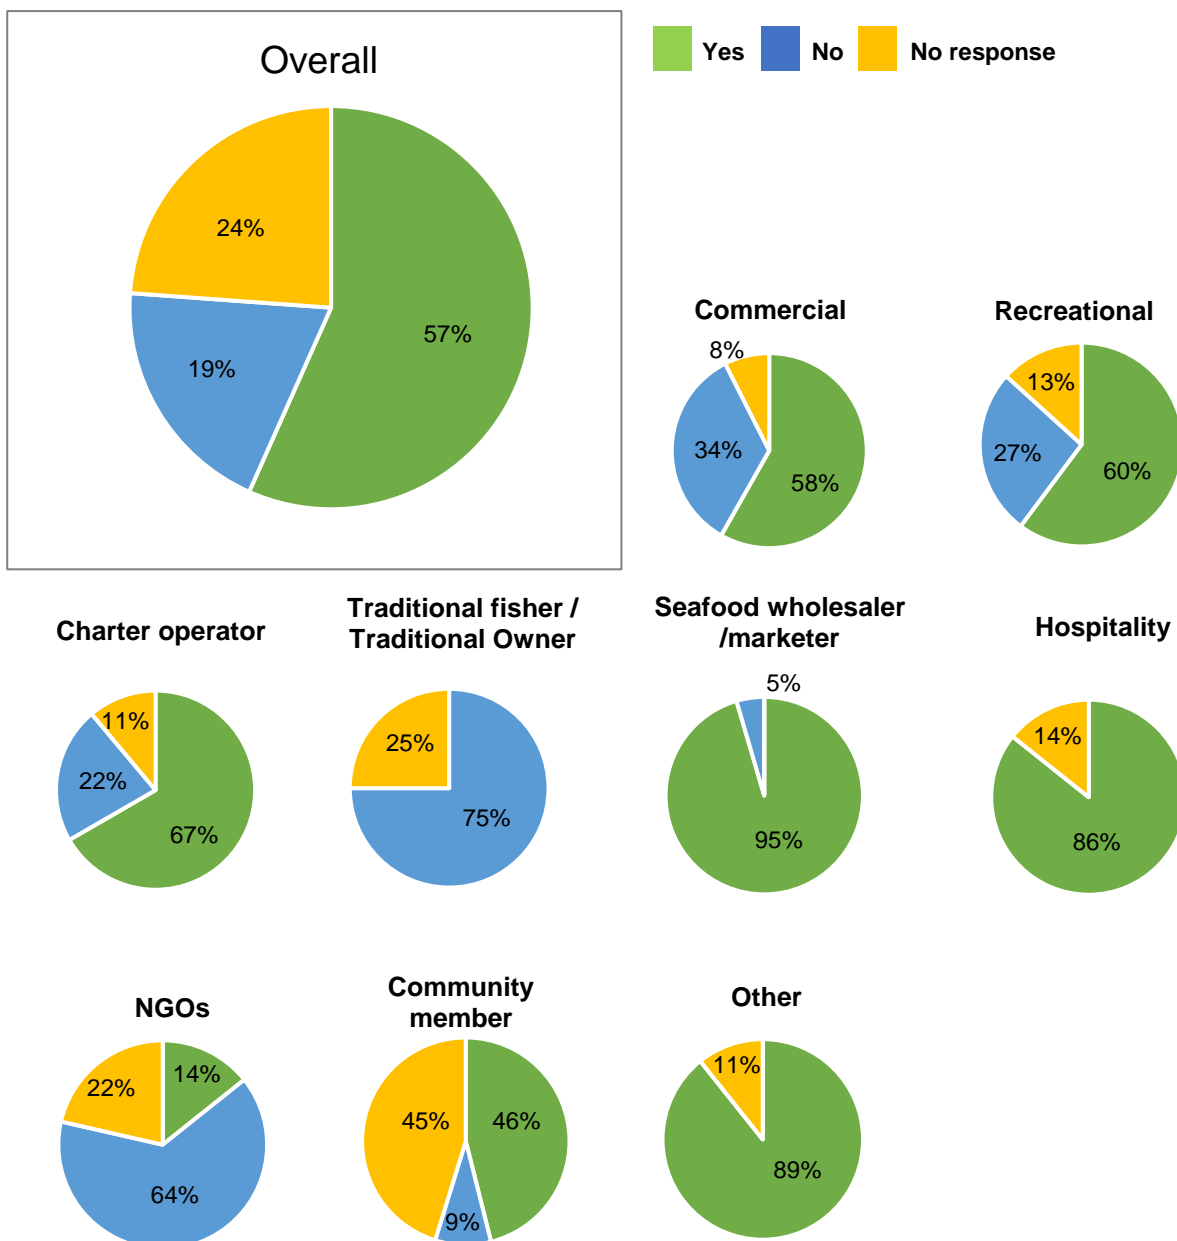 Overall
24%
57%
19%
Yes No No response
Commercial
8%
34%
58%
Recreational
13%
27%
60%
Charter operator
11%
22%
67%
Traditional fisher /
Traditional Owner
25%
75%
Seafood wholesaler
/marketer
5%
95%
Hospitality
14%
86%
NGOs
22%
14%
64%
Community
member
45%
46%
9%
Other
11%
89%